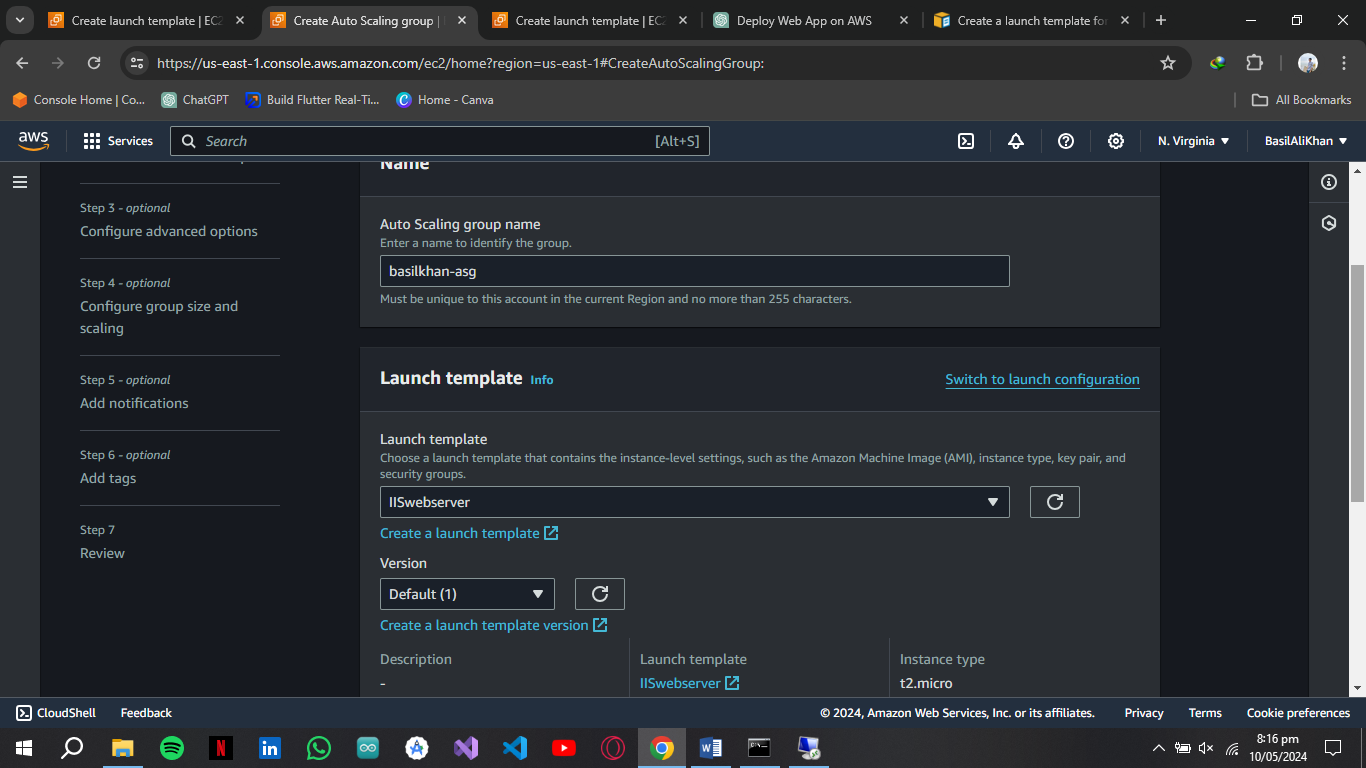 Create launch template | EC2
Create Auto Scaling group |
Create launch template | EC2
Deploy Web App on AWS
Create a launch template for
https://us-east-1.console.aws.amazon.com/ec2/home?region=us-east-1#CreateAutoScalingGroup:
Console Home | Co...
ChatGPT
Build Flutter Real-Ti...
Home - Canva
All Bookmarks
aws
Services
Search
[Alt+S]
N. Virginia
BasilAliKhan
Name
Step 3 - optional
Configure advanced options
Step 4 - optional
Configure group size and
scaling
Step 5 - optional
Add notifications
Step 6 - optional
Add tags
Step 7
Review
Auto Scaling group name
Enter a name to identify the group.
basilkhan-asg
Must be unique to this account in the current Region and no more than 255 characters.
Launch template Info
Switch to launch configuration
Launch template
Choose a launch template that contains the instance-level settings, such as the Amazon Machine Image (AMI), instance type, key pair, and
security groups.
IISwebserver
Create a launch template
Version
Default (1)
Create a launch template version
Description
-
Launch template
IISwebserver
Instance type
t2.micro
CloudShell
Feedback
© 2024, Amazon Web Services, Inc. or its affiliates.
Privacy
Terms
Cookie preferences
8:16 pm
10/05/2024